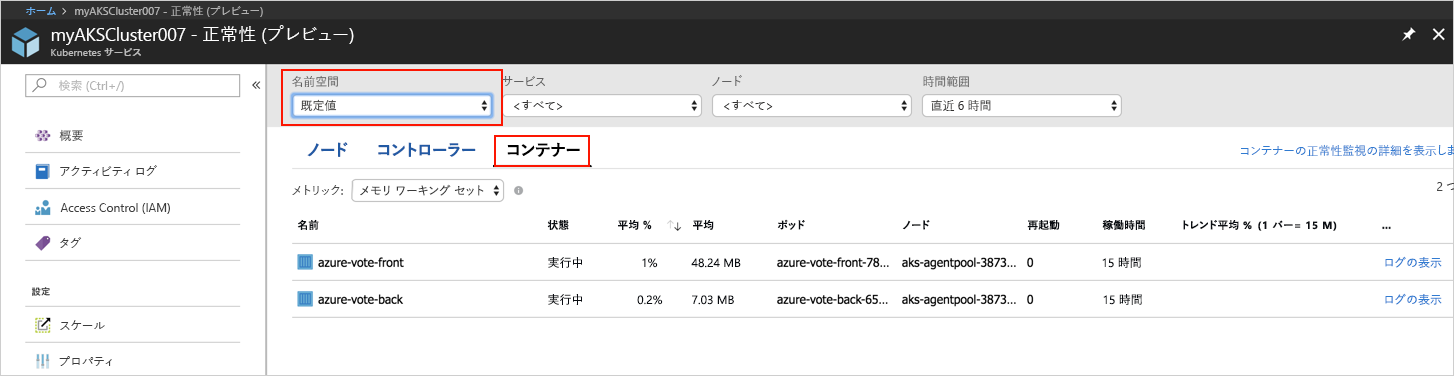 ホーム > myAKSCluster007 - 正常性 (プレビュー)
myAKSCluster007 - 正常性 (プレビュー)
Kubernetes サービス
検索 (Ctrl+/)
概要
アクティビティ ログ
Access Control (IAM)
タグ
設定
スケール
プロパティ
名前空間 サービス ノード 時間範囲
既定値 <すべて> <すべて> 直近 6 時間
ノード コントローラー コンテナー
コンテナーの正常性監視の詳細を表示しま
メトリック: メモリ ワーキング セット
2 つ
名前 状態 平均 % ↑↓ 平均 ポッド ノード 再起動 稼働時間 トレンド平均 % (1 バー= 15 M) ...
azure-vote-front 実行中 1% 48.24 MB azure-vote-front-78... aks-agentpool-3873... 0 15 時間 ログの表示
azure-vote-back 実行中 0.2% 7.03 MB azure-vote-back-65... aks-agentpool-3873... 0 15 時間 ログの表示